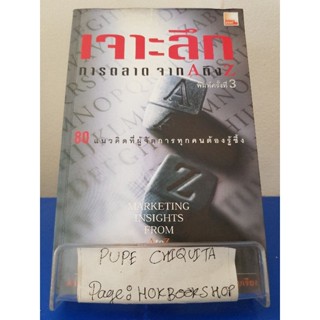 เจาะลึก
การตลาด จาก A ถึง Z
พิมพ์ครั้งที่ 3
80 แนวคิดที่ผู้จัดการทุกคนต้องรู้ซึ้ง
A
Z
MARKETING
INSIGHTS
FROM
PUPE CHIQUITA
Page: HOKBOOKSHOP